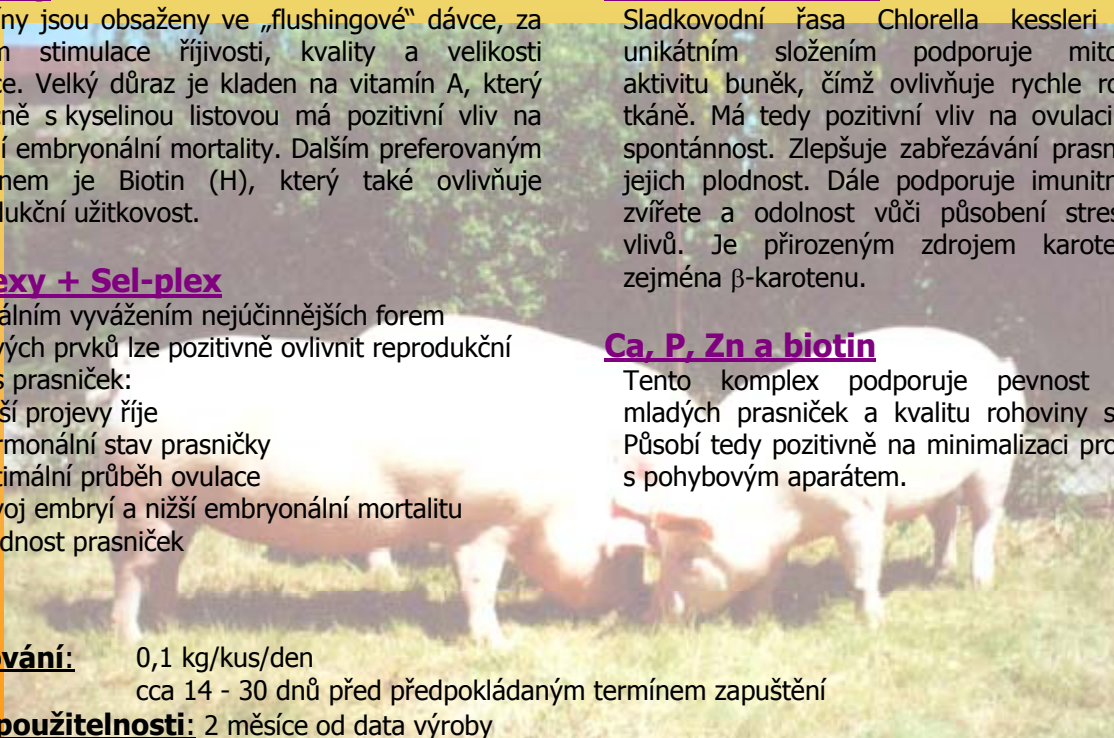 ny jsou obsaženy ve „flushingové“ dávce, za
stimulace říjivosti, kvality a velikosti
ce. Velký důraz je kladen na vitamín A, který
ně s kyselinou listovou má pozitivní vliv na
í embryonální mortality. Dalším preferovaným
nem je Biotin (H), který také ovlivňuje
dukční užitkovost.
exy + Sel-plex
álním vyvážením nejúčinnějších forem
vých prvků lze pozitivně ovlivnit reprodukční
s prasniček:
ší projevy říje
rmonální stav prasničky
timální průběh ovulace
voj embryí a nižší embryonální mortalitu
dnost prasniček
Sladkovodní řasa Chlorella kessleri
unikátním složením podporuje mito
aktivitu buněk, čímž ovlivňuje rychle ro
tkáně. Má tedy pozitivní vliv na ovulaci
spontánnost. Zlepšuje zabřezávání prasn
jejich plodnost. Dále podporuje imunitn
zvířete a odolnost vůči působení stres
vlivů. Je přirozeným zdrojem karote
zejména β-karotenu.
Ca, P, Zn a biotin
Tento komplex podporuje pevnost
mladých prasniček a kvalitu rohoviny s
Působí tedy pozitivně na minimalizaci pro
s pohybovým aparátem.
ování: 0,1 kg/kus/den
cca 14 - 30 dnů před předpokládaným termínem zapuštění
použitelnosti: 2 měsíce od data výroby